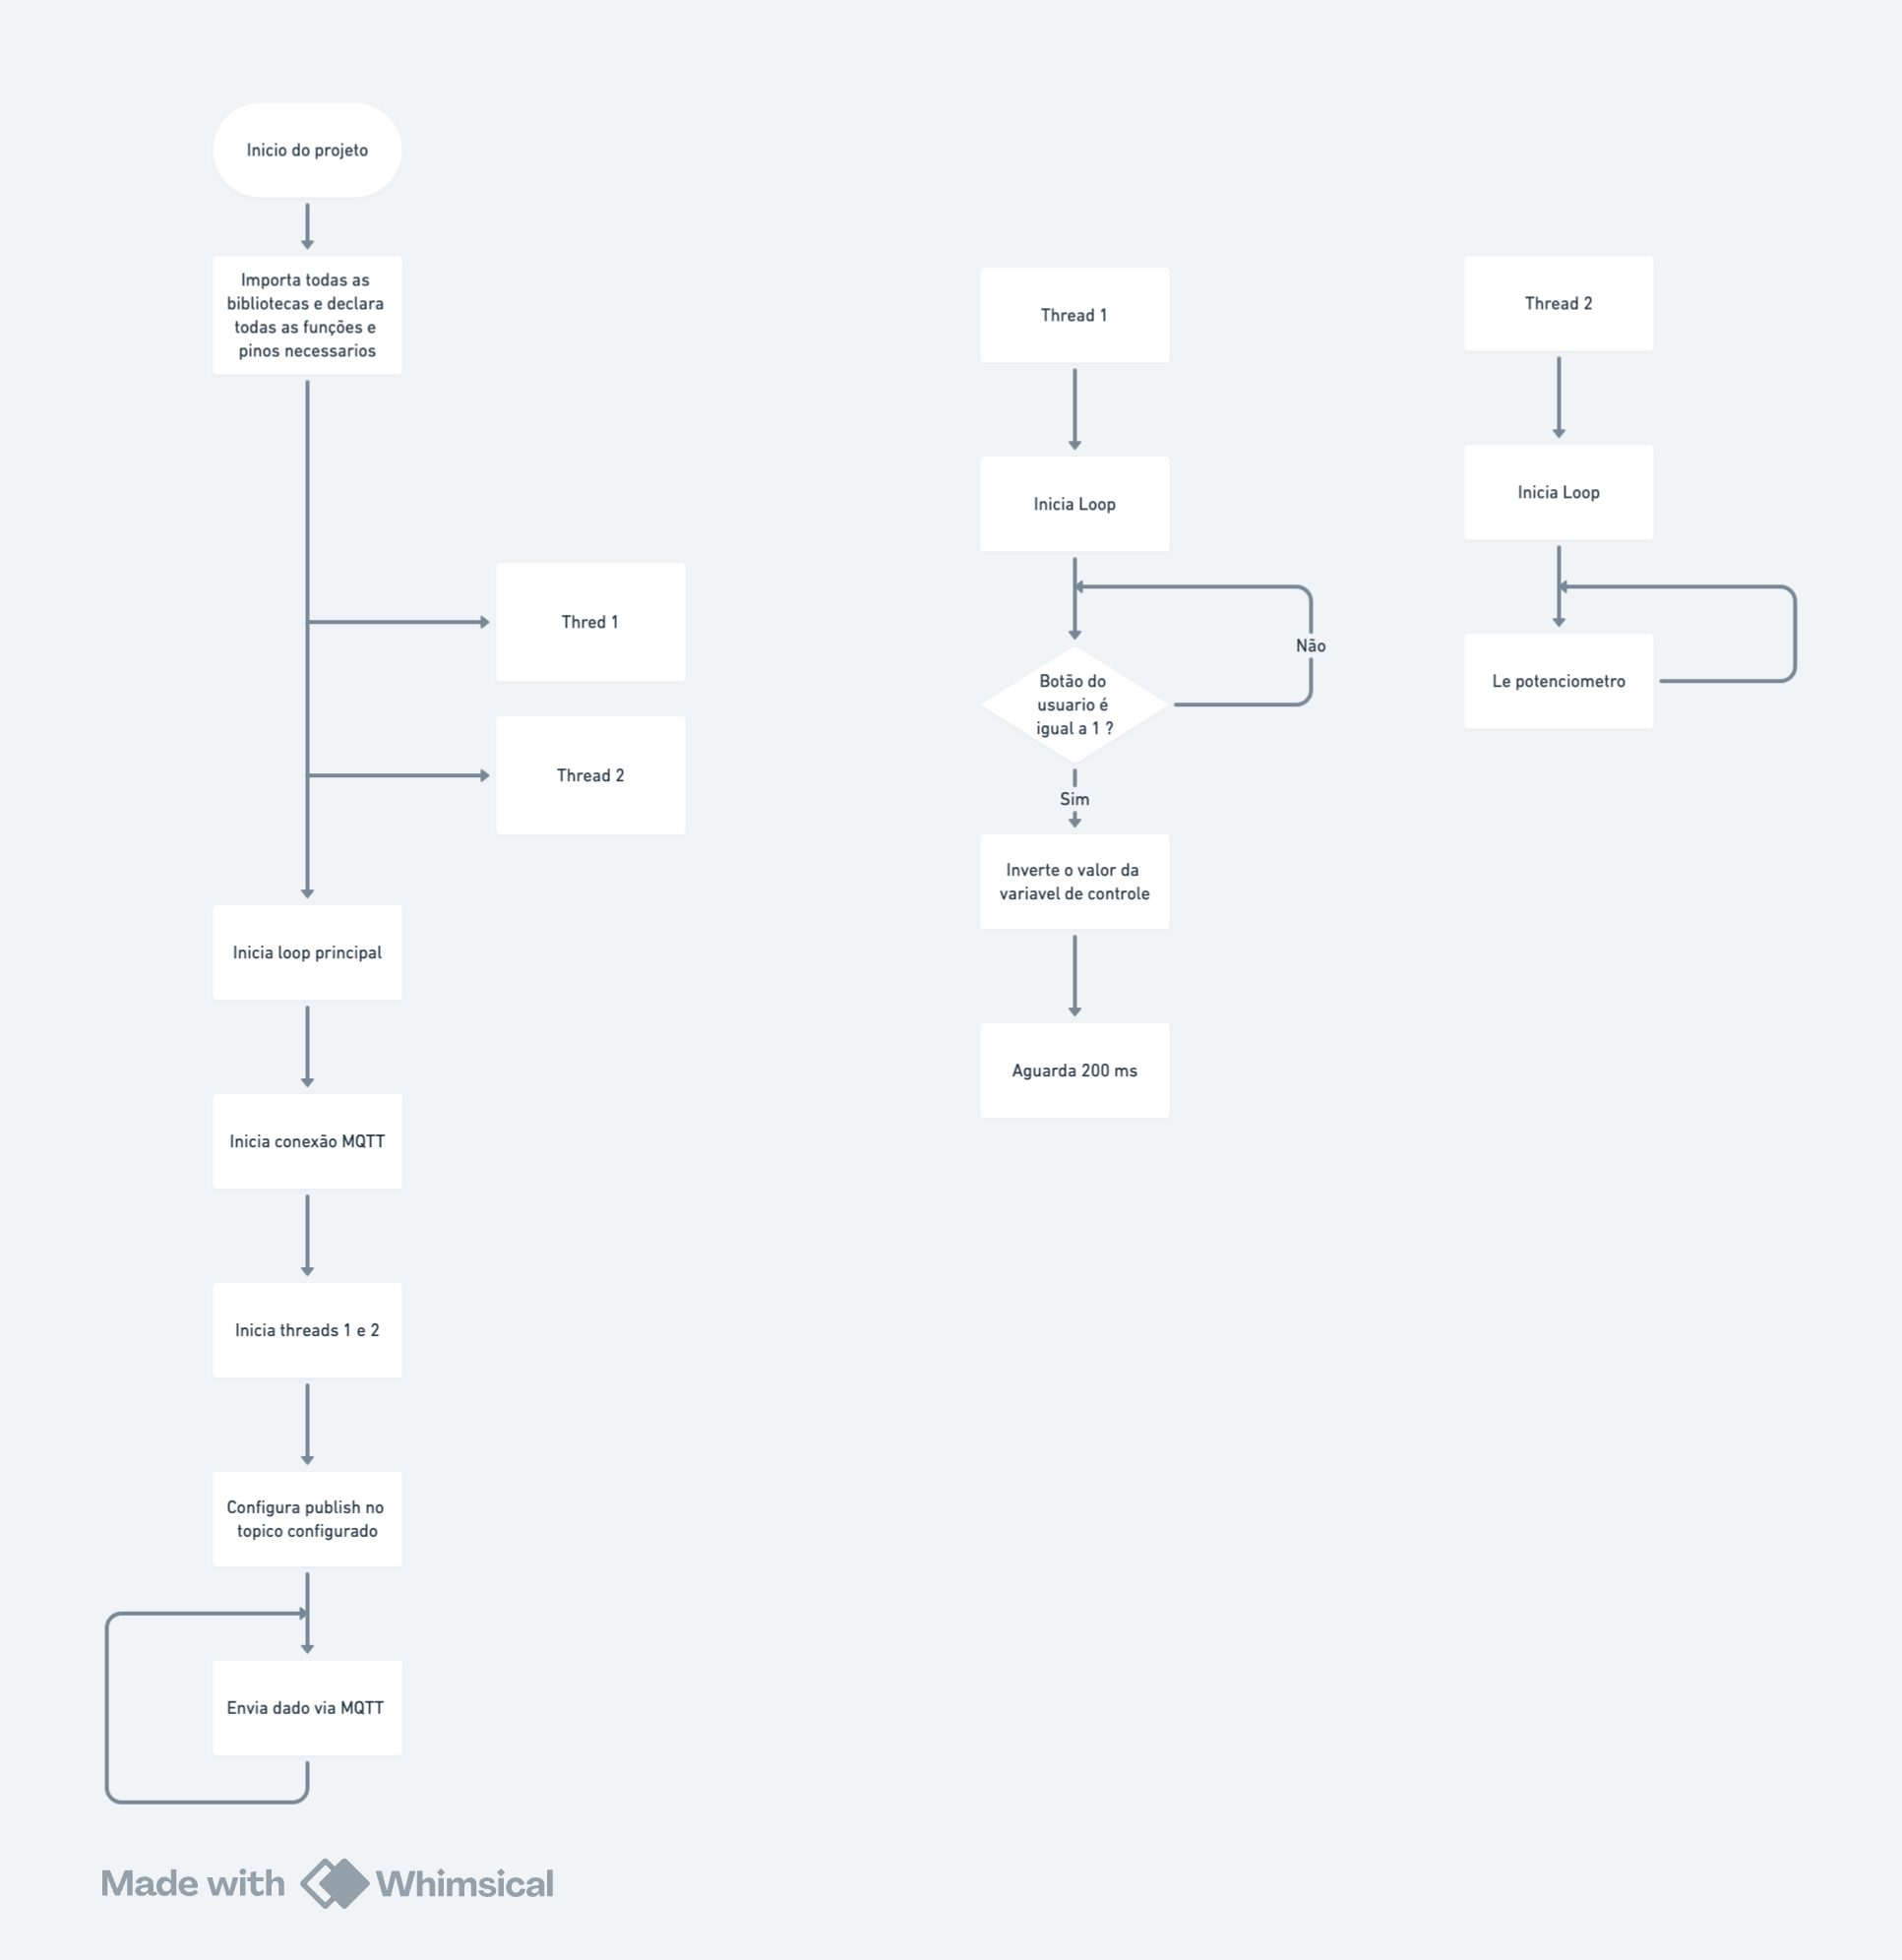 Inicio do projeto
Importa todas as
bibliotecas e declara
todas as funções e
pinos necessarios
Thred 1
Thread 2
Inicia loop principal
Inicia conexão MQTT
Inicia threads 1 e 2
Configura publish no
topico configurado
Envia dado via MQTT
Thread 1
Inicia Loop
Botão do
usuario é
igual a 1 ?
Não
Sim
Inverte o valor da
variavel de controle
Aguarda 200 ms
Thread 2
Inicia Loop
Le potenciometro
Made with Whimsical